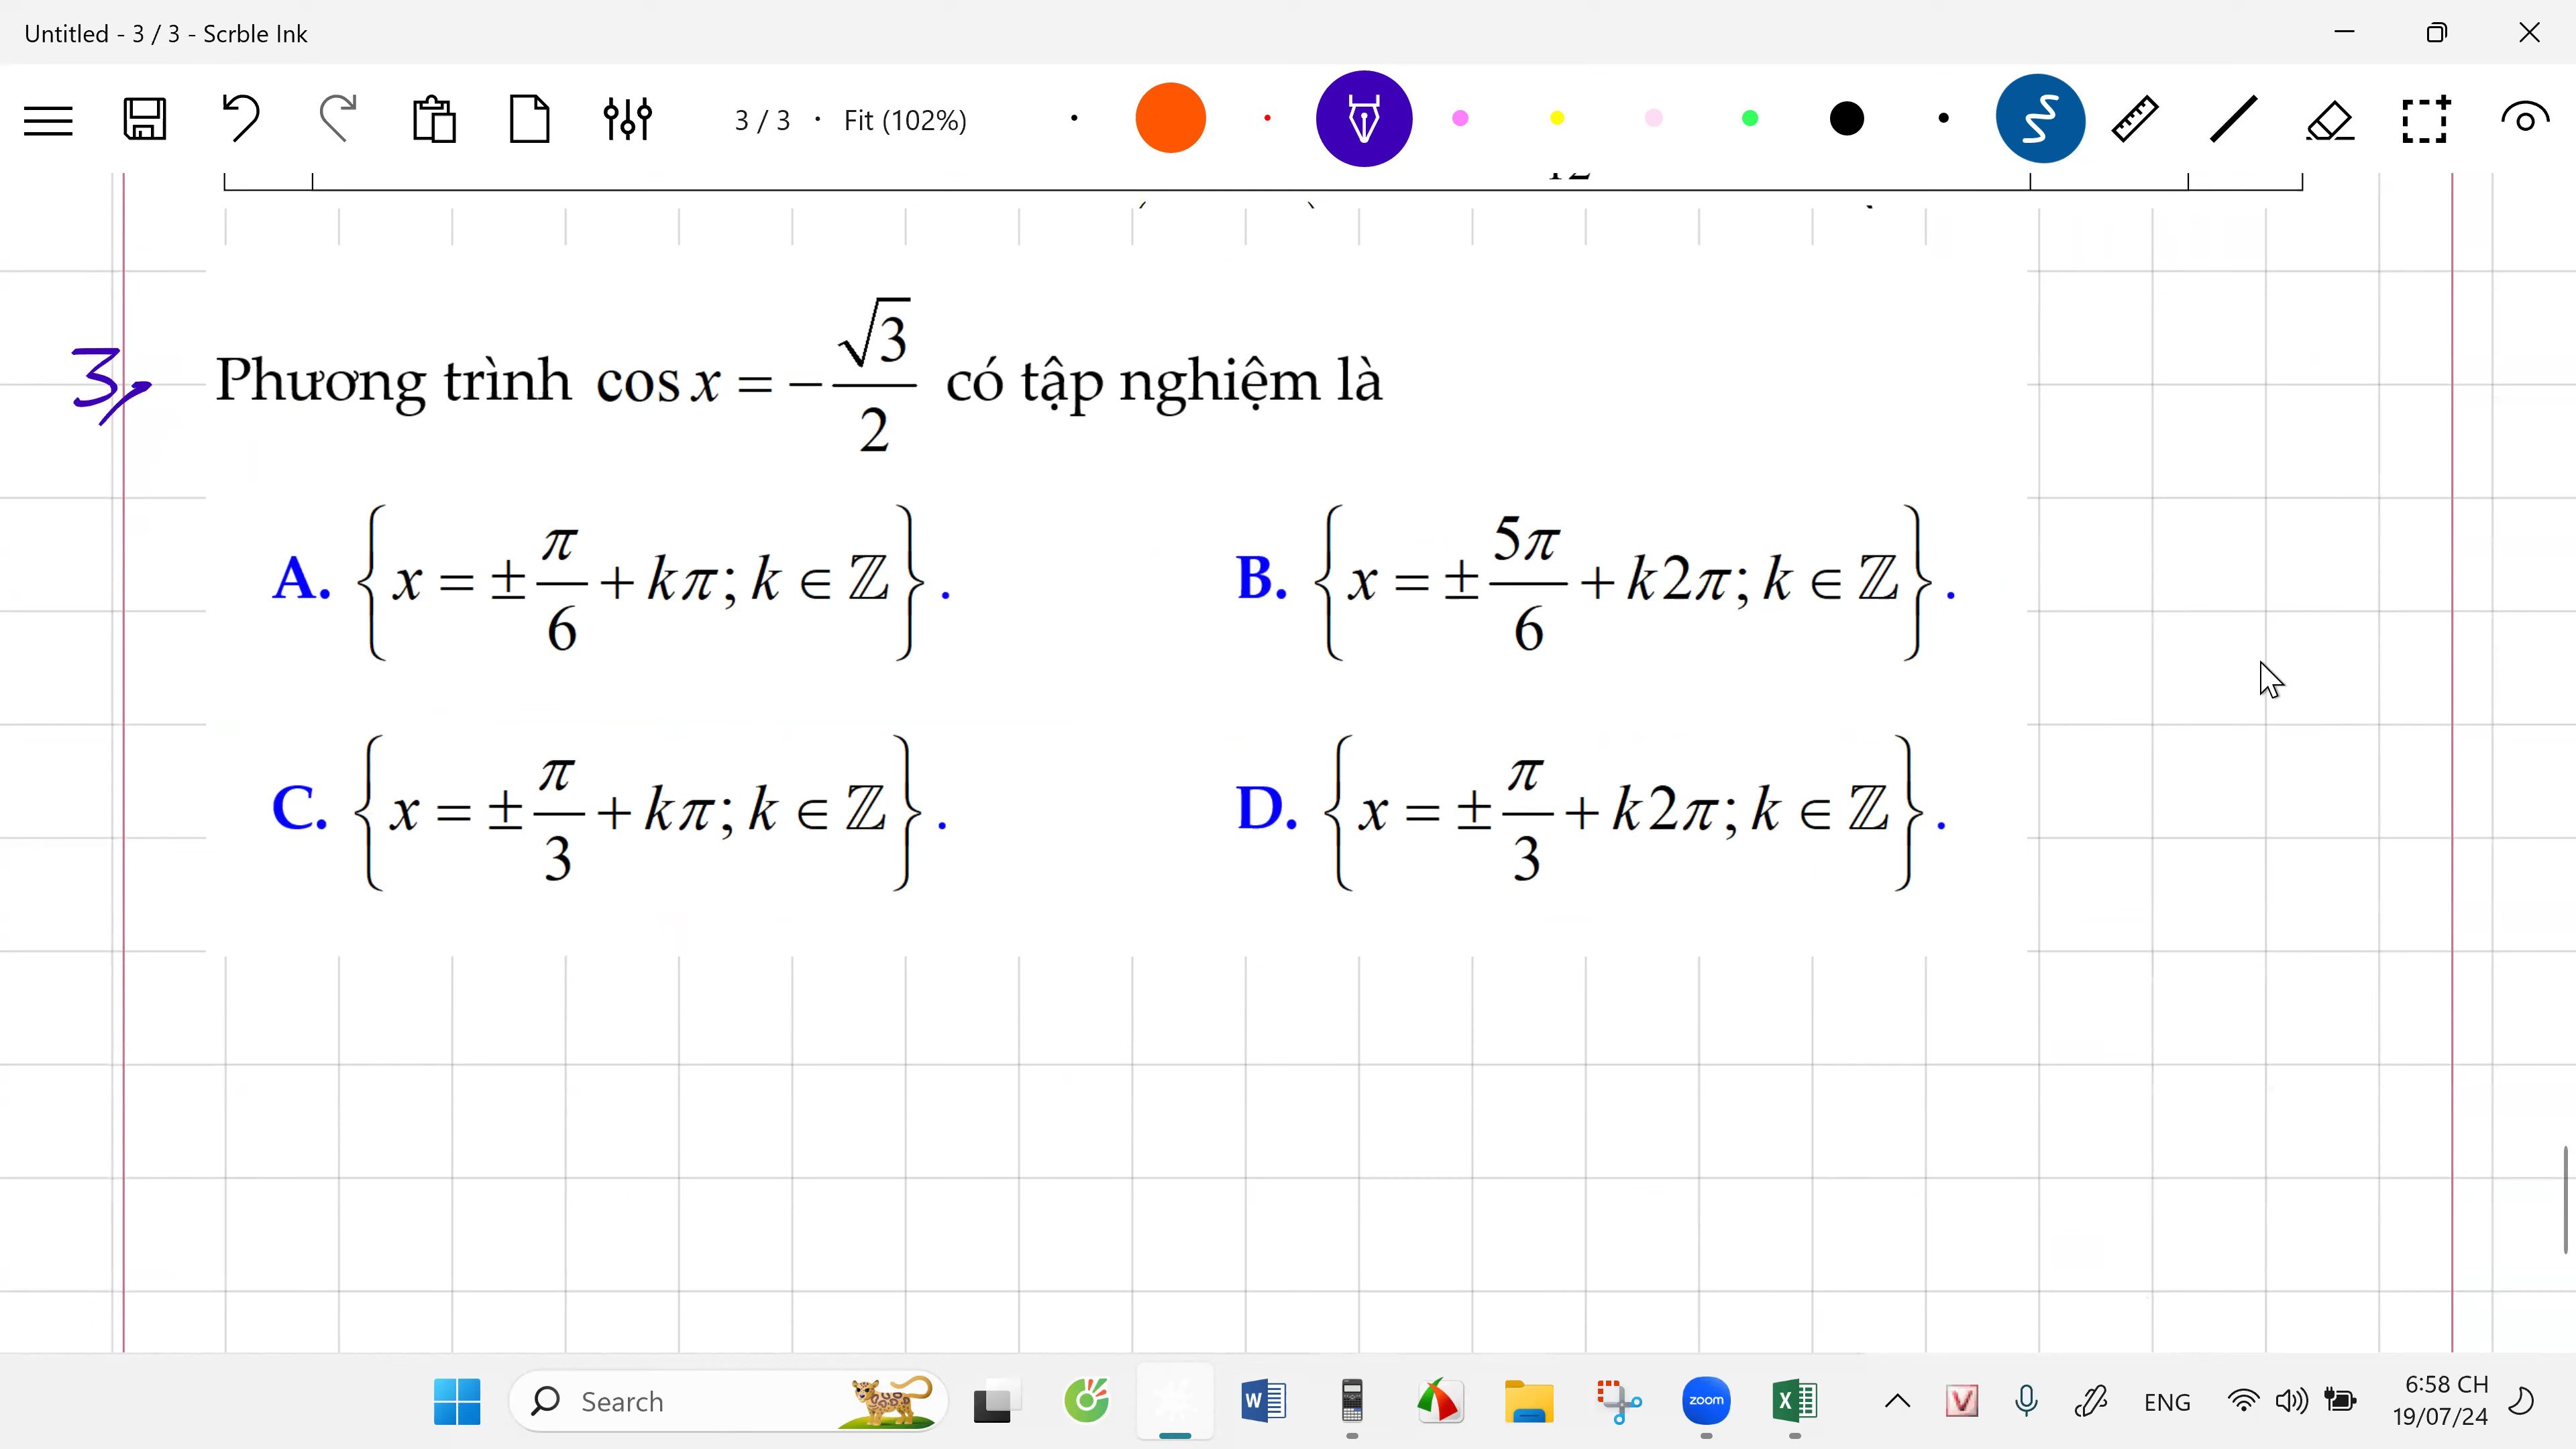 Untitled - 3 / 3 - Scrble Ink
3 / 3 · Fit (102%)
3, Phương trình cos x = -√3/2 có tập nghiệm là
A. {x = ±π/6 + kπ; k ∈ ℤ}. B. {x = ±5π/6 + k2π; k ∈ ℤ}.
C. {x = ±π/3 + kπ; k ∈ ℤ}. D. {x = ±π/3 + k2π; k ∈ ℤ}.
Search
W
zoom
X
V
ENG
6:58 CH
19/07/24